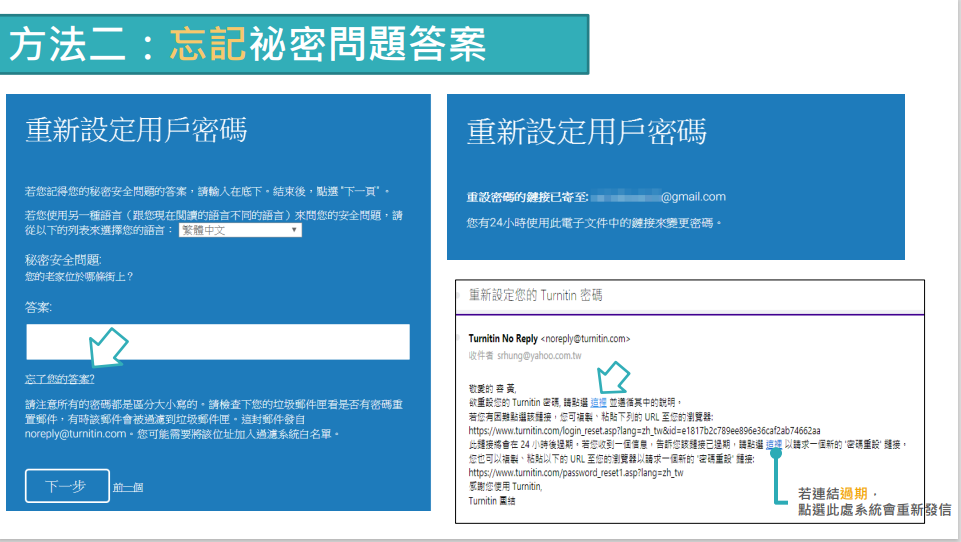 方法二：忘記祕密問題答案
重新設定用戶密碼
若您記得您的秘密安全問題的答案，請輸入在底下。結束後，點選 "下一頁"。
若您使用另一種語言（跟您現在閱讀的語言不同的語言）來問您的安全問題，請
從以下的列表來選擇您的語言： 繁體中文
秘密安全問題:
您的老家位於哪條街上？
答案:
忘了您的答案?
請注意所有的密碼都是區分大小寫的。請檢查下您的垃圾郵件匣看是否有密碼重
置郵件，有時該郵件會被過濾到垃圾郵件匣。這封郵件發自
noreply@turnitin.com。您可能需要將該位址加入過濾系統白名單。
下一步 前一個
重新設定用戶密碼
重設密碼的鏈接已寄至: @gmail.com
您有24小時使用此電子文件中的鏈接來變更密碼。
重新設定您的 Turnitin 密碼
Turnitin No Reply <noreply@turnitin.com>
收件者 srhung@yahoo.com.tw
敬愛的
欲重設您的 Turnitin 密碼, 請點選 這裡 並遵循其中的說明，
若您有困難點選該鏈接，您可複製、粘貼下列的 URL 至您的瀏覽器:
https://www.turnitin.com/login_reset.asp?lang=zh_tw&id=e1817b2c789ee896e36caf2ab74662aa
此鏈接將會在 24 小時後過期。若您收到一個信息，告訴您該鏈接已過期，請點選 這裡 以請求一個新的 '密碼重設' 鏈接，
您也可以複製、粘貼以下的 URL 至您的瀏覽器以請求一個新的 '密碼重設' 鏈接:
https://www.turnitin.com/password_reset1.asp?lang=zh_tw
感謝您使用 Turnitin,
Turnitin 團結
若連結過期，
點選此處系統會重新發信